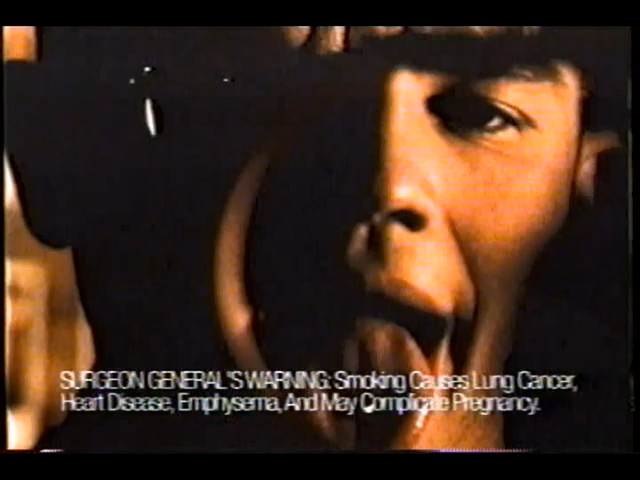 SURGEON GENERAL'S WARNING: Smoking Causes Lung Cancer,
Heart Disease, Emphysema, And May Complicate Pregnancy.